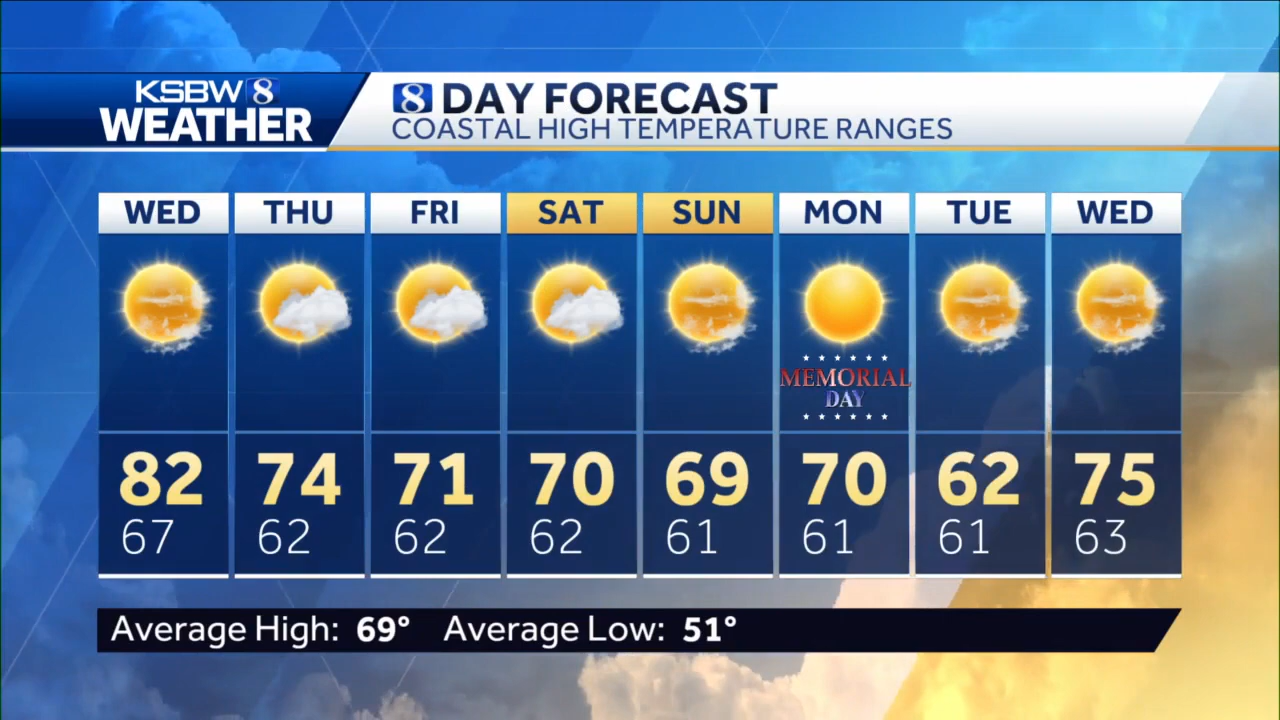 KSBW 8
WEATHER
8 DAY FORECAST
COASTAL HIGH TEMPERATURE RANGES
WED THU FRI SAT SUN MON TUE WED
MEMORIAL
DAY
82 74 71 70 69 70 62 75
67 62 62 62 61 61 61 63
Average High: 69° Average Low: 51°